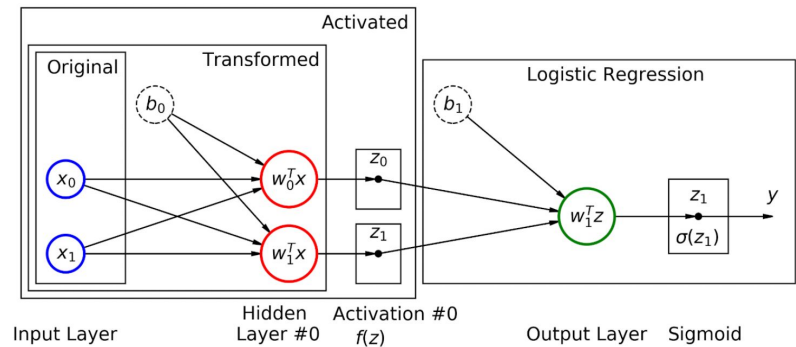 Activated
Original
Transformed
Logistic Regression
b₀
b₁
x₀
w₀ᵀx
z₀
w₁ᵀz
z₁
y
σ(z₁)
x₁
w₁ᵀx
z₁
Input Layer
Hidden
Layer #0
Activation #0
f(z)
Output Layer
Sigmoid